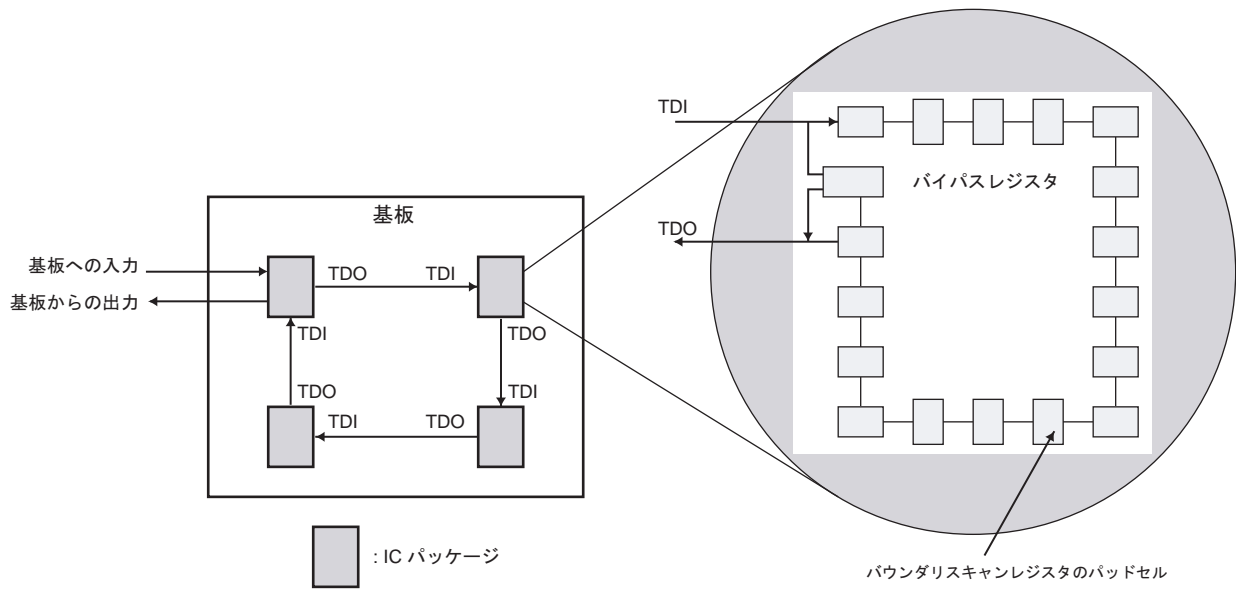 基板
基板への入力
基板からの出力
TDO
TDI
TDI
TDO
TDO
TDI
TDI
TDO
: IC パッケージ
TDI
バイパスレジスタ
TDO
バウンダリスキャンレジスタのパッドセル